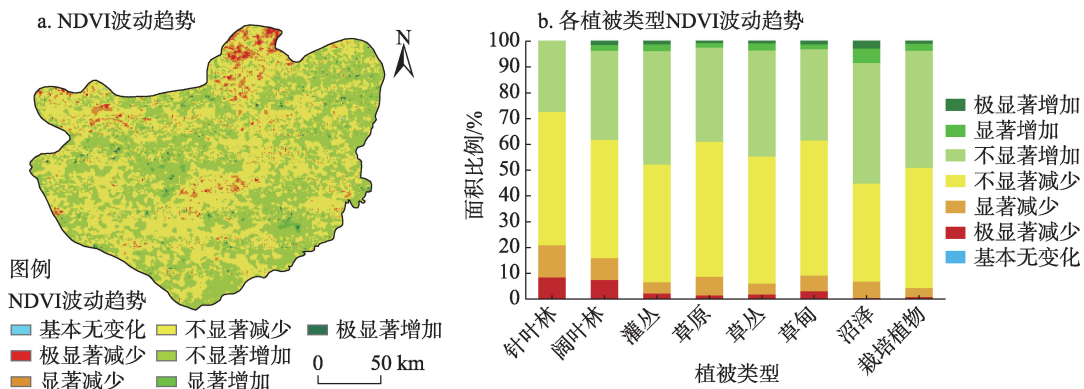 a. NDVI波动趋势
N
图例
NDVI波动趋势
基本无变化
不显著减少
极显著增加
极显著减少
不显著增加
显著减少
显著增加
0 50 km
b. 各植被类型NDVI波动趋势
面积比例/%
100
90
80
70
60
50
40
30
20
10
0
针叶林
阔叶林
灌丛
草原
草丛
草甸
沼泽
栽培植物
植被类型
极显著增加
显著增加
不显著增加
不显著减少
显著减少
极显著减少
基本无变化